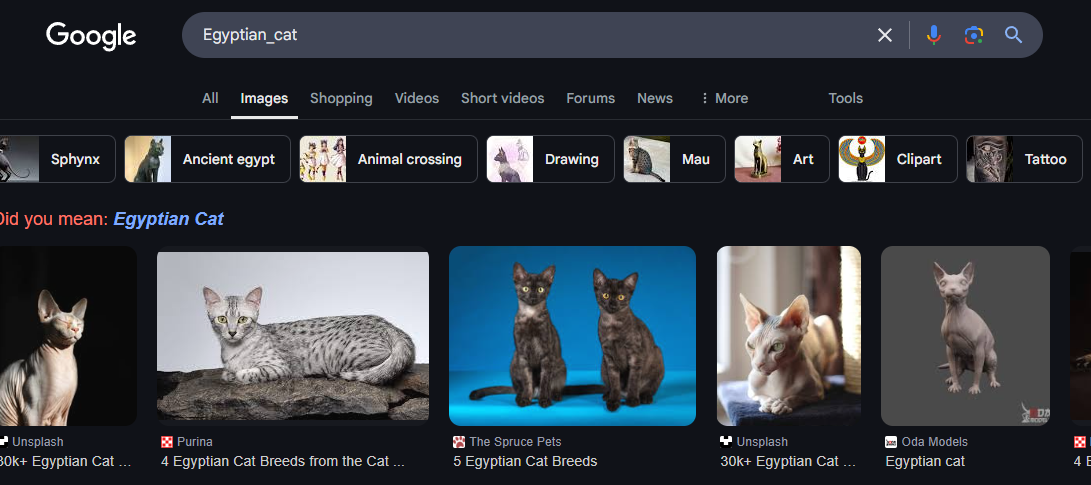 Google
Egyptian_cat
All Images Shopping Videos Short videos Forums News More Tools
Sphynx Ancient egypt Animal crossing Drawing Mau Art Clipart Tattoo
Did you mean: Egyptian Cat
Unsplash Purina The Spruce Pets Unsplash Oda Models
30k+ Egyptian Cat ... 4 Egyptian Cat Breeds from the Cat ... 5 Egyptian Cat Breeds 30k+ Egyptian Cat ... Egyptian cat 4 E